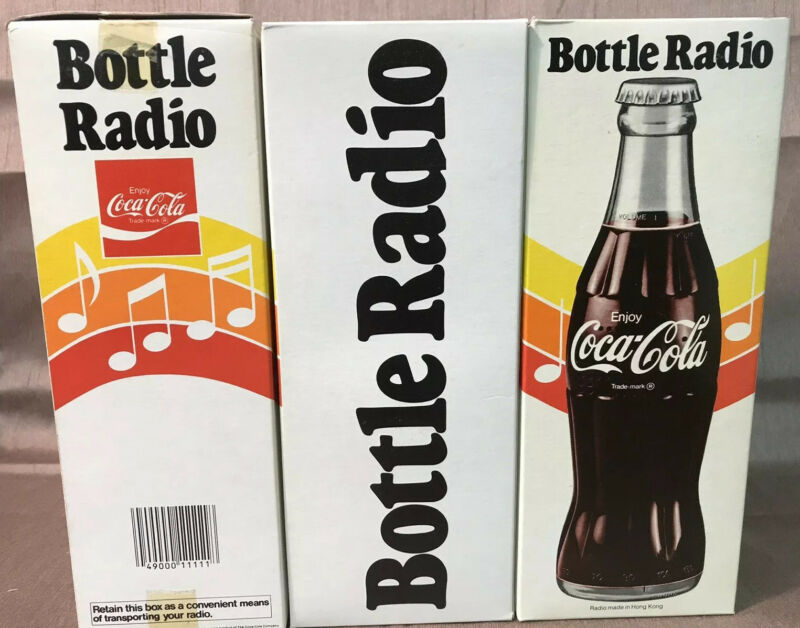 Bottle
Radio
Enjoy
Coca-Cola
Trade-mark ®
49000 11111
Retain this box as a convenient means
of transporting your radio.
Bottle Radio
Bottle Radio
VOLUME
Enjoy
Coca-Cola
Trade-mark ®
Radio made in Hong Kong